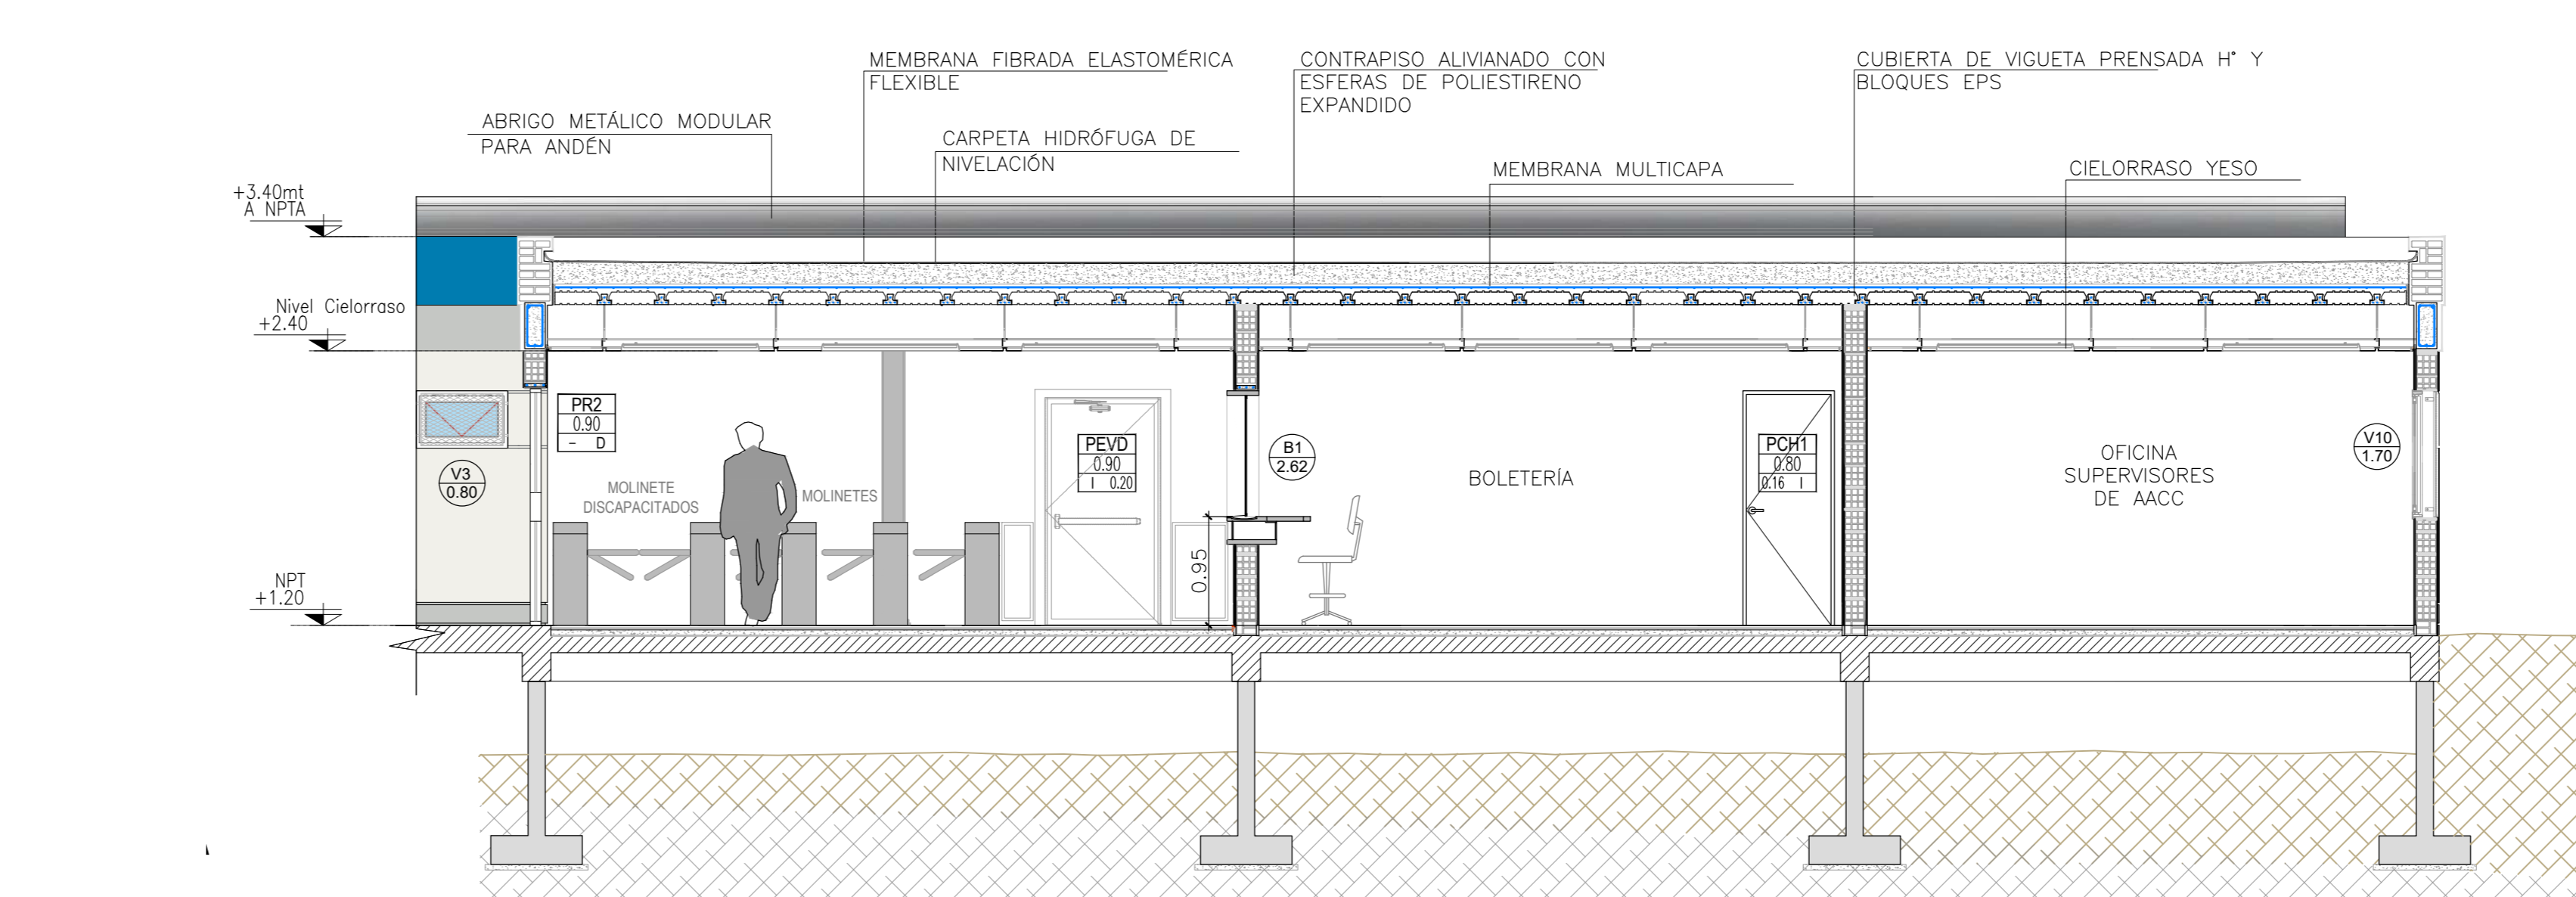 MEMBRANA FIBRADA ELASTOMÉRICA
FLEXIBLE
CONTRAPISO ALIVIANADO CON
ESFERAS DE POLIESTIRENO
EXPANDIDO
CUBIERTA DE VIGUETA PRENSADA H° Y
BLOQUES EPS
ABRIGO METÁLICO MODULAR
PARA ANDÉN
CARPETA HIDRÓFUGA DE
NIVELACIÓN
MEMBRANA MULTICAPA
CIELORRASO YESO
+3.40mt
A NPTA
Nivel Cielorraso
+2.40
NPT
+1.20
V3
0.80
PR2
0.90
- D
MOLINETE
DISCAPACITADOS
MOLINETES
PEVD
0.90
I 0.20
0.95
B1
2.62
BOLETERÍA
PCH1
0.80
0.16 I
OFICINA
SUPERVISORES
DE AACC
V10
1.70